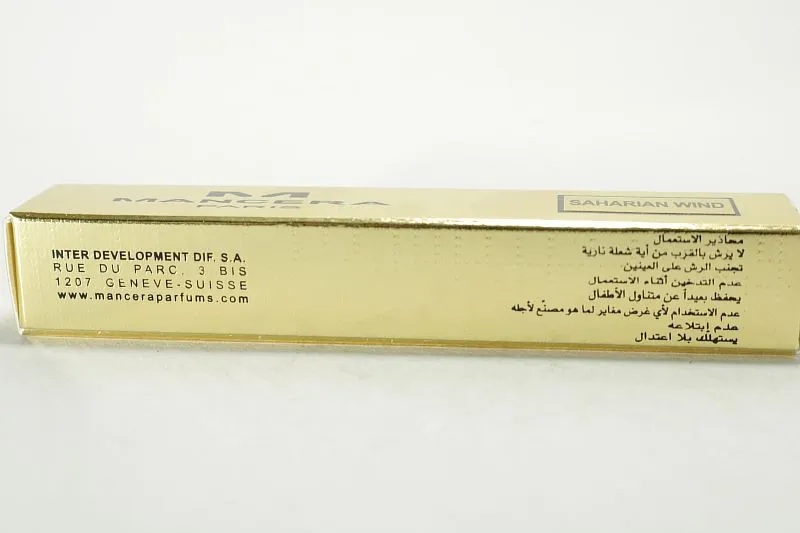 M
MANCERA
PARIS
SAHARIAN WIND
INTER DEVELOPMENT DIF. S.A.
RUE DU PARC, 3 BIS
1207 GENEVE-SUISSE
www.manceraparfums.com
محاذير الاستعمال
لا يرش بالقرب من أية شعلة نارية
تجنب الرش على العينين
عدم التدخين أثناء الاستعمال
يحفظ بعيداً عن متناول الأطفال
عدم الاستخدام لأي غرض مغاير لما هو مصنّع لأجله
عدم إبتلاعه
يستهلك بلا اعتدال